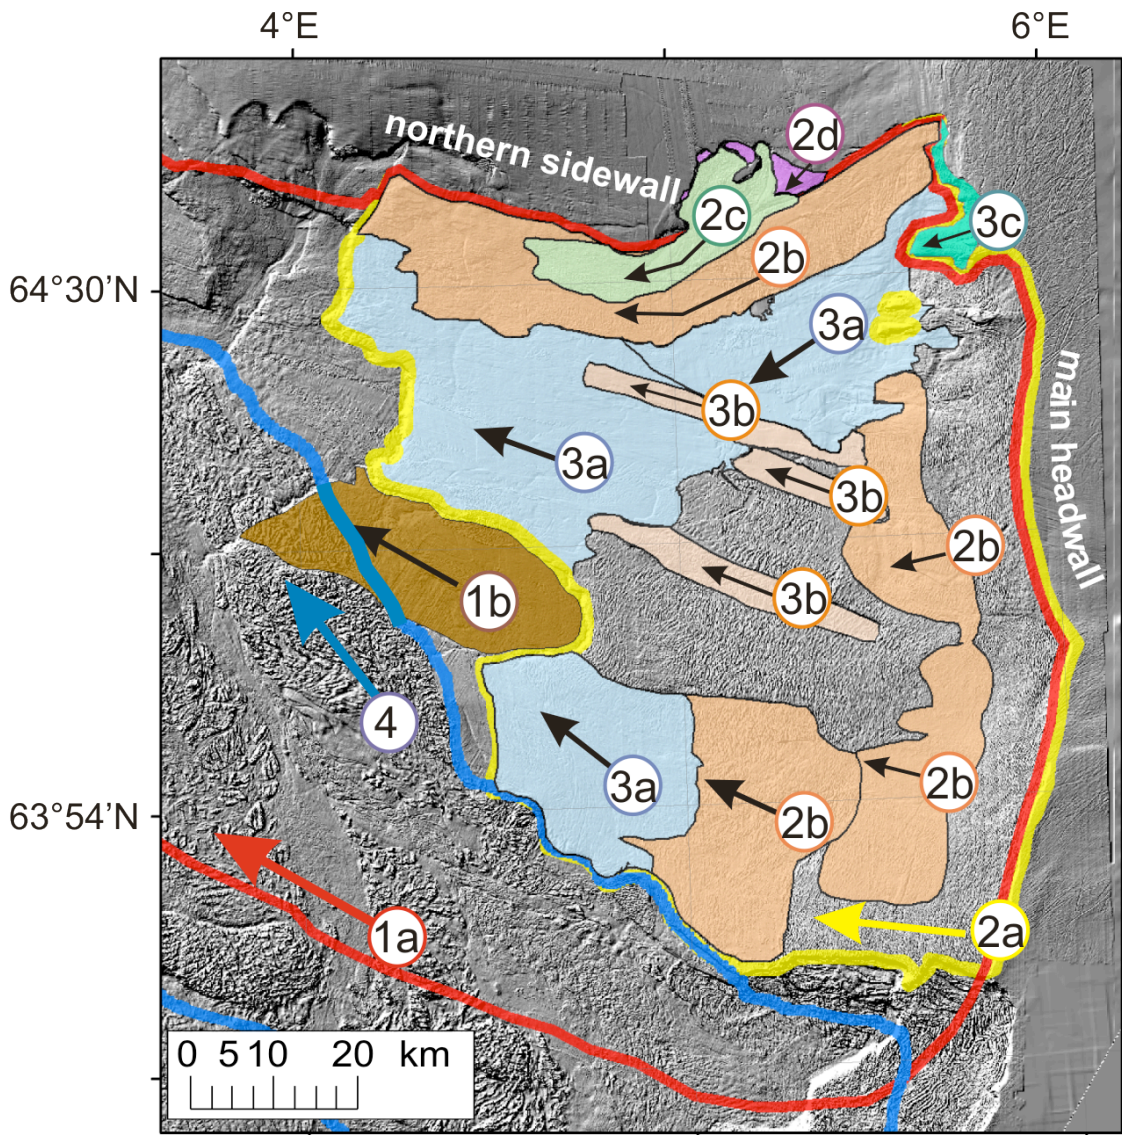 4°E 6°E
northern sidewall
2d
2c
3c
2b
64°30’N
3a
main headwall
3b
3a
3b
2b
1b
3b
4
3a
2b
2b
63°54’N
1a
2a
0 5 10 20 km